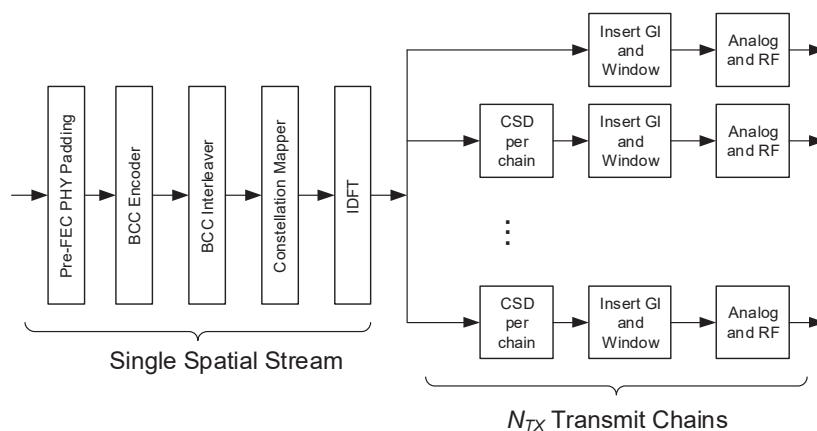 Pre-FEC PHY Padding
BCC Encoder
BCC Interleaver
Constellation Mapper
IDFT
Insert GI
and
Window
Analog
and RF
CSD
per
chain
Insert GI
and
Window
Analog
and RF
CSD
per
chain
Insert GI
and
Window
Analog
and RF
Single Spatial Stream
NTX Transmit Chains